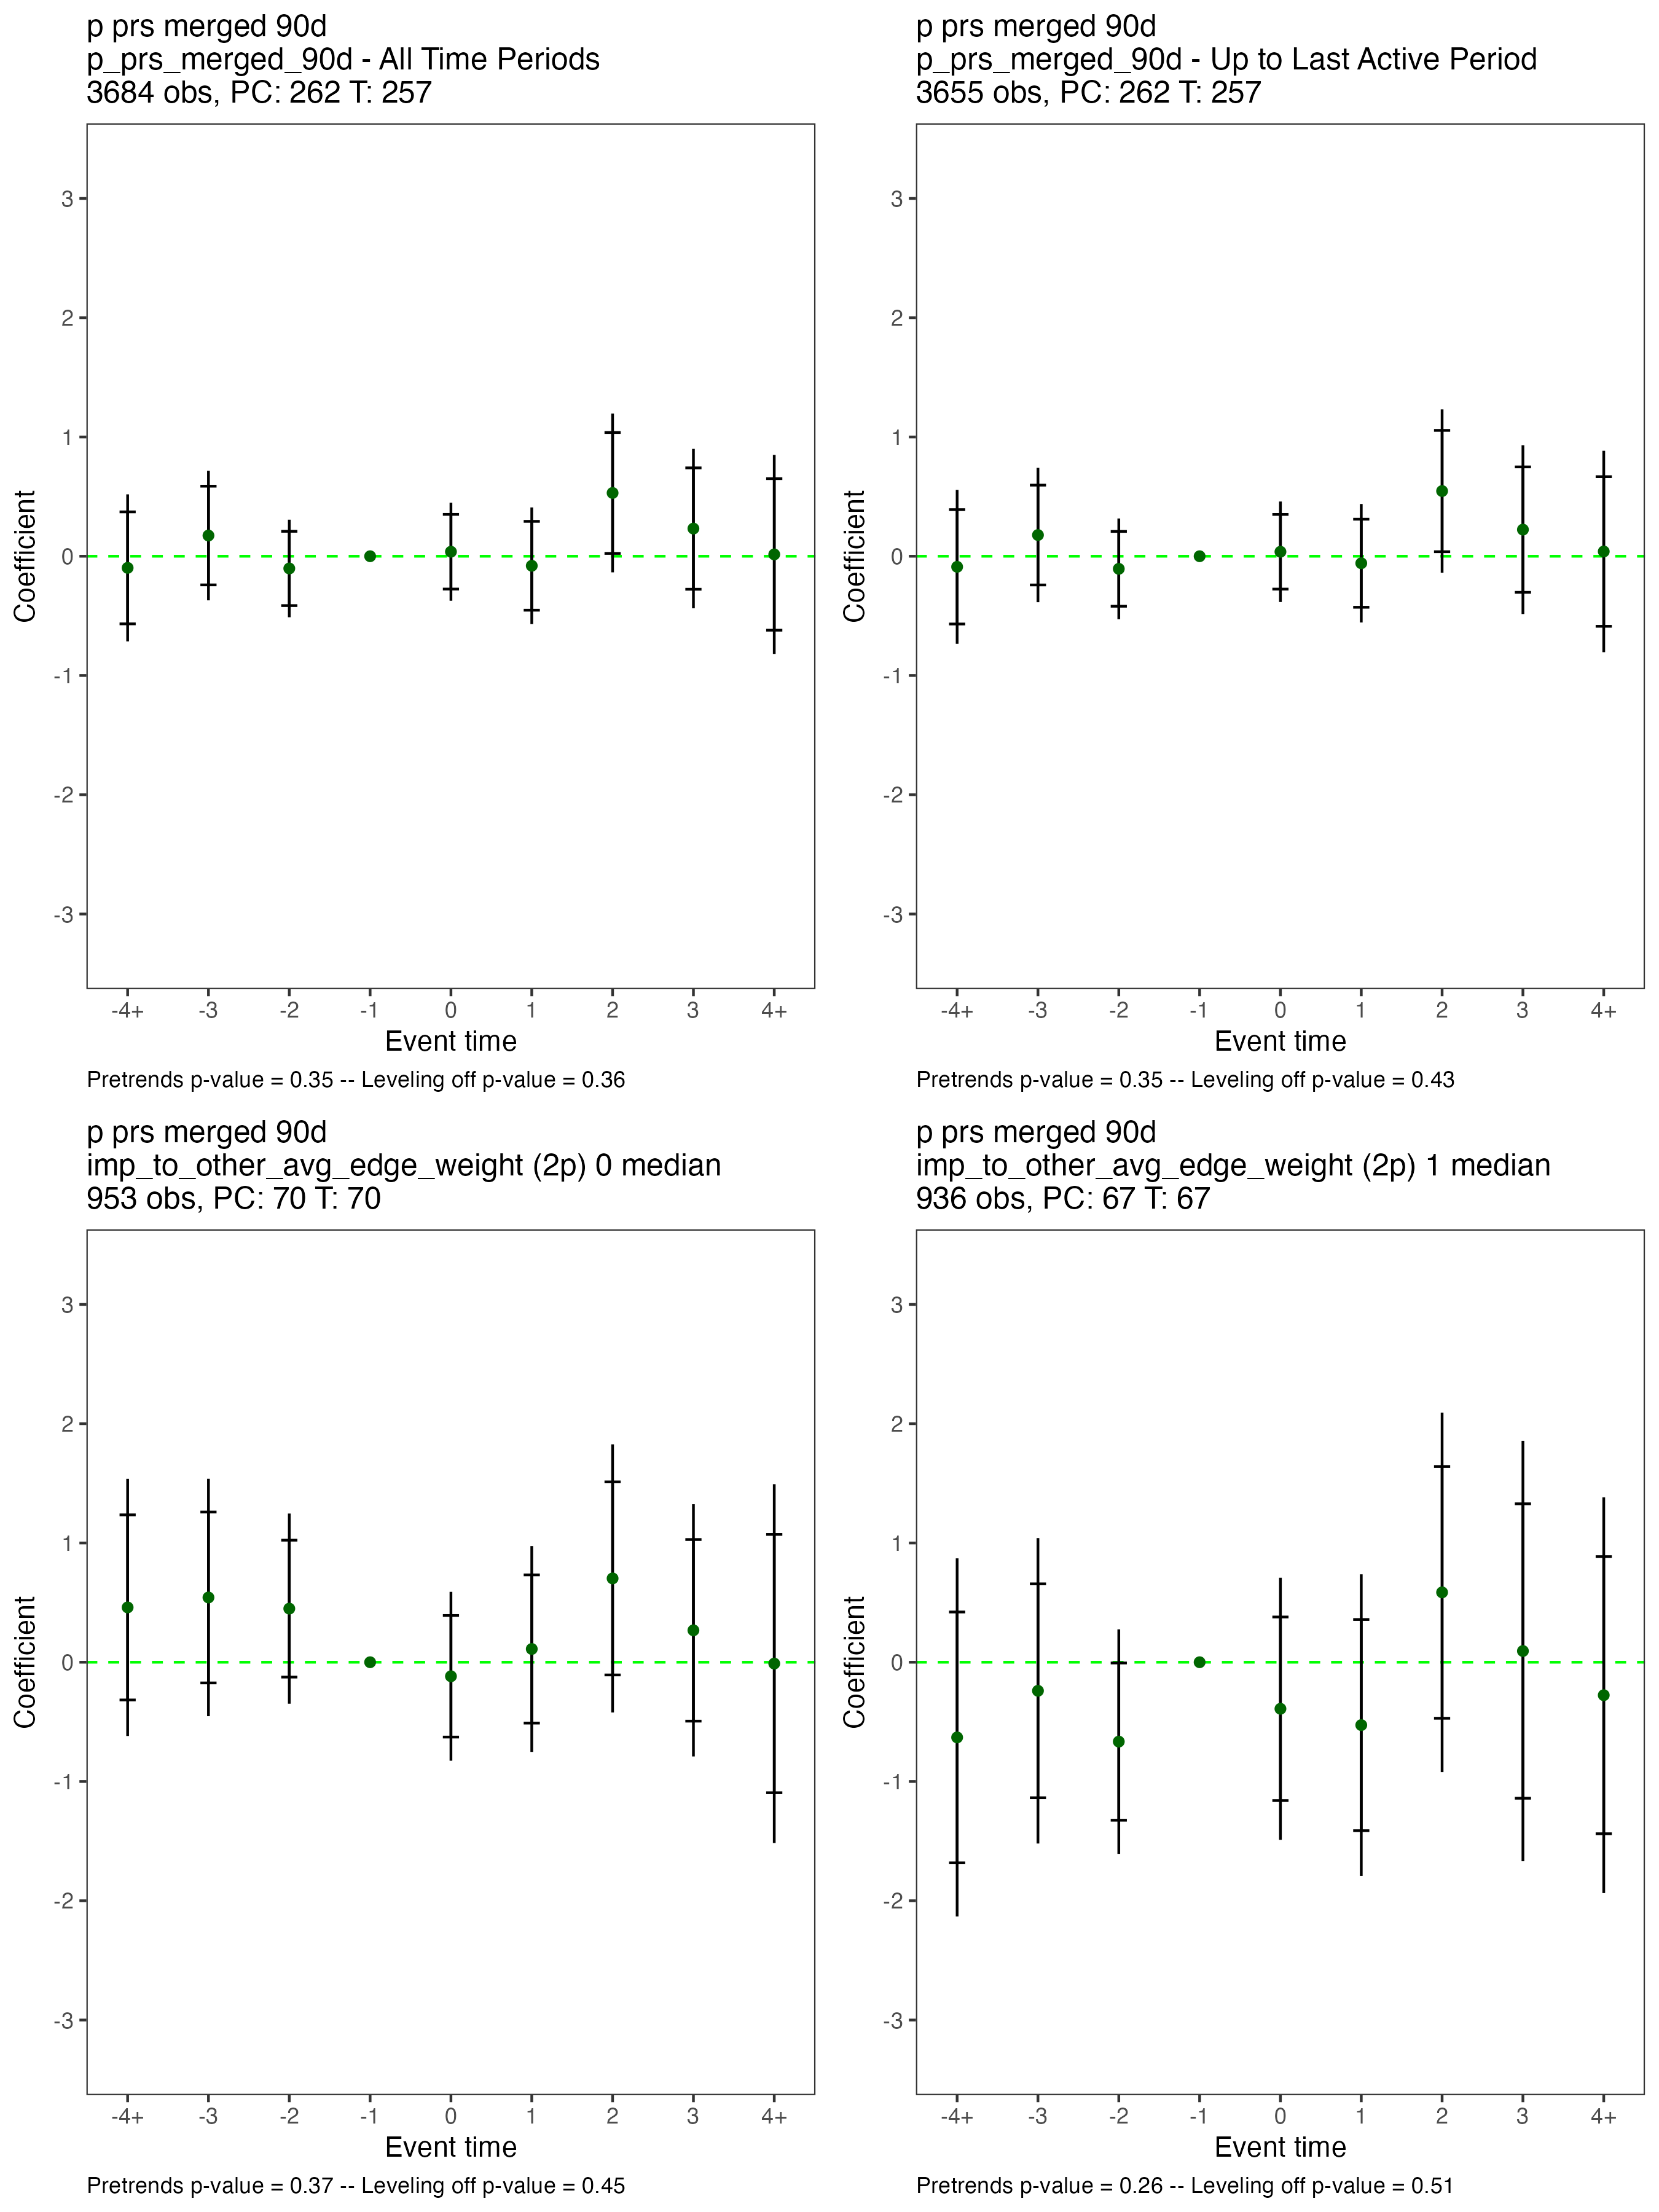 p prs merged 90d
p_prs_merged_90d - All Time Periods
3684 obs, PC: 262 T: 257
3
2
1
0
-1
-2
-3
Coefficient
-4+ -3 -2 -1 0 1 2 3 4+
Event time
Pretrends p-value = 0.35 -- Leveling off p-value = 0.36
p prs merged 90d
p_prs_merged_90d - Up to Last Active Period
3655 obs, PC: 262 T: 257
3
2
1
0
-1
-2
-3
Coefficient
-4+ -3 -2 -1 0 1 2 3 4+
Event time
Pretrends p-value = 0.35 -- Leveling off p-value = 0.43
p prs merged 90d
imp_to_other_avg_edge_weight (2p) 0 median
953 obs, PC: 70 T: 70
3
2
1
0
-1
-2
-3
Coefficient
-4+ -3 -2 -1 0 1 2 3 4+
Event time
Pretrends p-value = 0.37 -- Leveling off p-value = 0.45
p prs merged 90d
imp_to_other_avg_edge_weight (2p) 1 median
936 obs, PC: 67 T: 67
3
2
1
0
-1
-2
-3
Coefficient
-4+ -3 -2 -1 0 1 2 3 4+
Event time
Pretrends p-value = 0.26 -- Leveling off p-value = 0.51